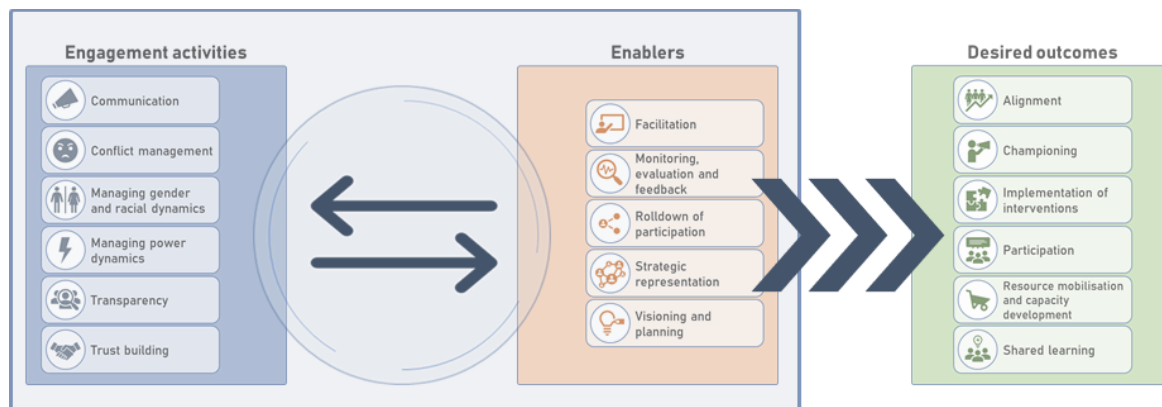 Engagement activities
Communication
Conflict management
Managing gender
and racial dynamics
Managing power
dynamics
Transparency
Trust building
Enablers
Facilitation
Monitoring,
evaluation and
feedback
Rolldown of
participation
Strategic
representation
Visioning and
planning
Desired outcomes
Alignment
Championing
Implementation of
interventions
Participation
Resource mobilisation
and capacity
development
Shared learning